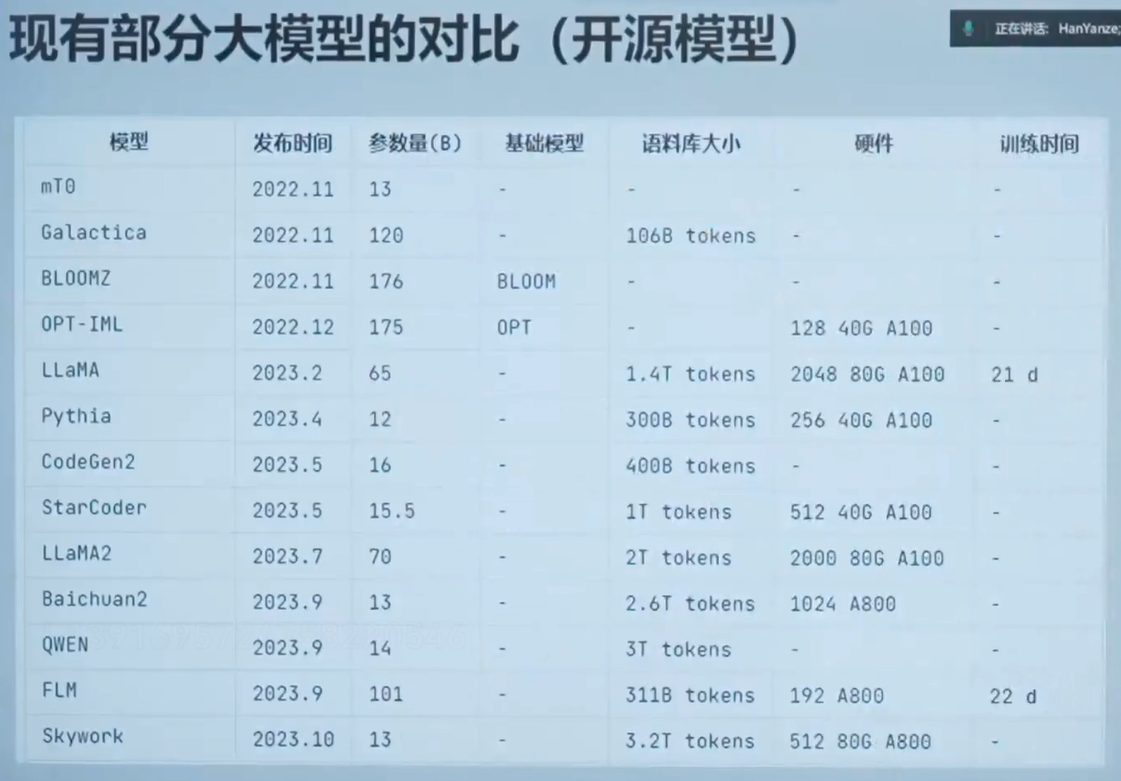 现有部分大模型的对比（开源模型）
正在讲话: HanYanze;
模型 发布时间 参数量(B) 基础模型 语料库大小 硬件 训练时间
mT0 2022.11 13 - - - -
Galactica 2022.11 120 - 106B tokens - -
BLOOMZ 2022.11 176 BLOOM - - -
OPT-IML 2022.12 175 OPT - 128 40G A100 -
LLaMA 2023.2 65 - 1.4T tokens 2048 80G A100 21 d
Pythia 2023.4 12 - 300B tokens 256 40G A100 -
CodeGen2 2023.5 16 - 400B tokens - -
StarCoder 2023.5 15.5 - 1T tokens 512 40G A100 -
LLaMA2 2023.7 70 - 2T tokens 2000 80G A100 -
Baichuan2 2023.9 13 - 2.6T tokens 1024 A800 -
QWEN 2023.9 14 - 3T tokens - -
FLM 2023.9 101 - 311B tokens 192 A800 22 d
Skywork 2023.10 13 - 3.2T tokens 512 80G A800 -